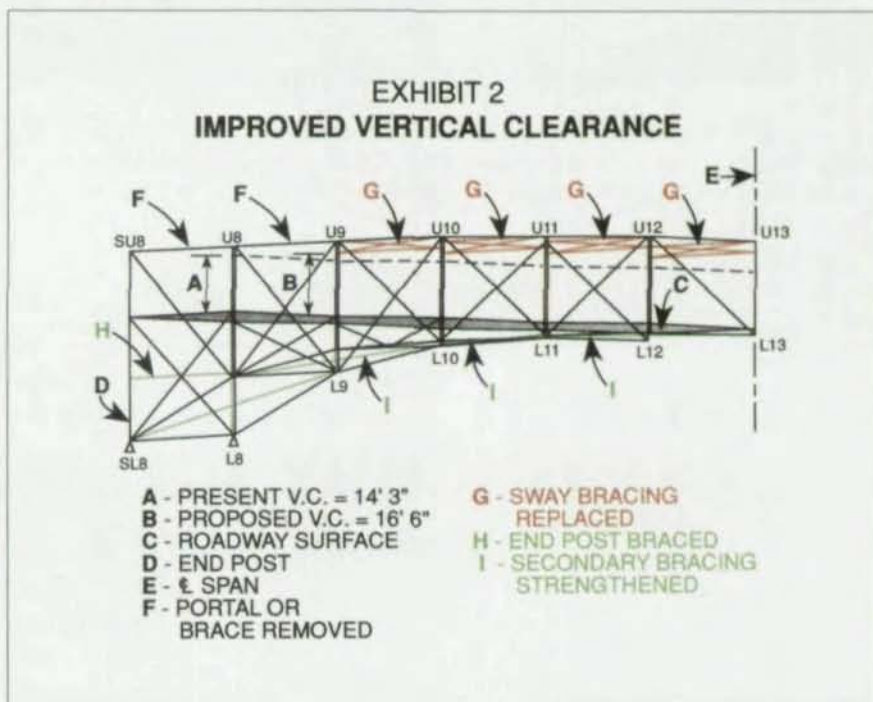 EXHIBIT 2
IMPROVED VERTICAL CLEARANCE
E
F
F
G
G
G
G
SU8
U8
U9
U10
U11
U12
U13
A
B
C
H
D
L9
L10
L11
L12
L13
I
I
I
SL8
L8
A - PRESENT V.C. = 14' 3"
B - PROPOSED V.C. = 16' 6"
C - ROADWAY SURFACE
D - END POST
E - ℄ SPAN
F - PORTAL OR
BRACE REMOVED
G - SWAY BRACING
REPLACED
H - END POST BRACED
I - SECONDARY BRACING
STRENGTHENED